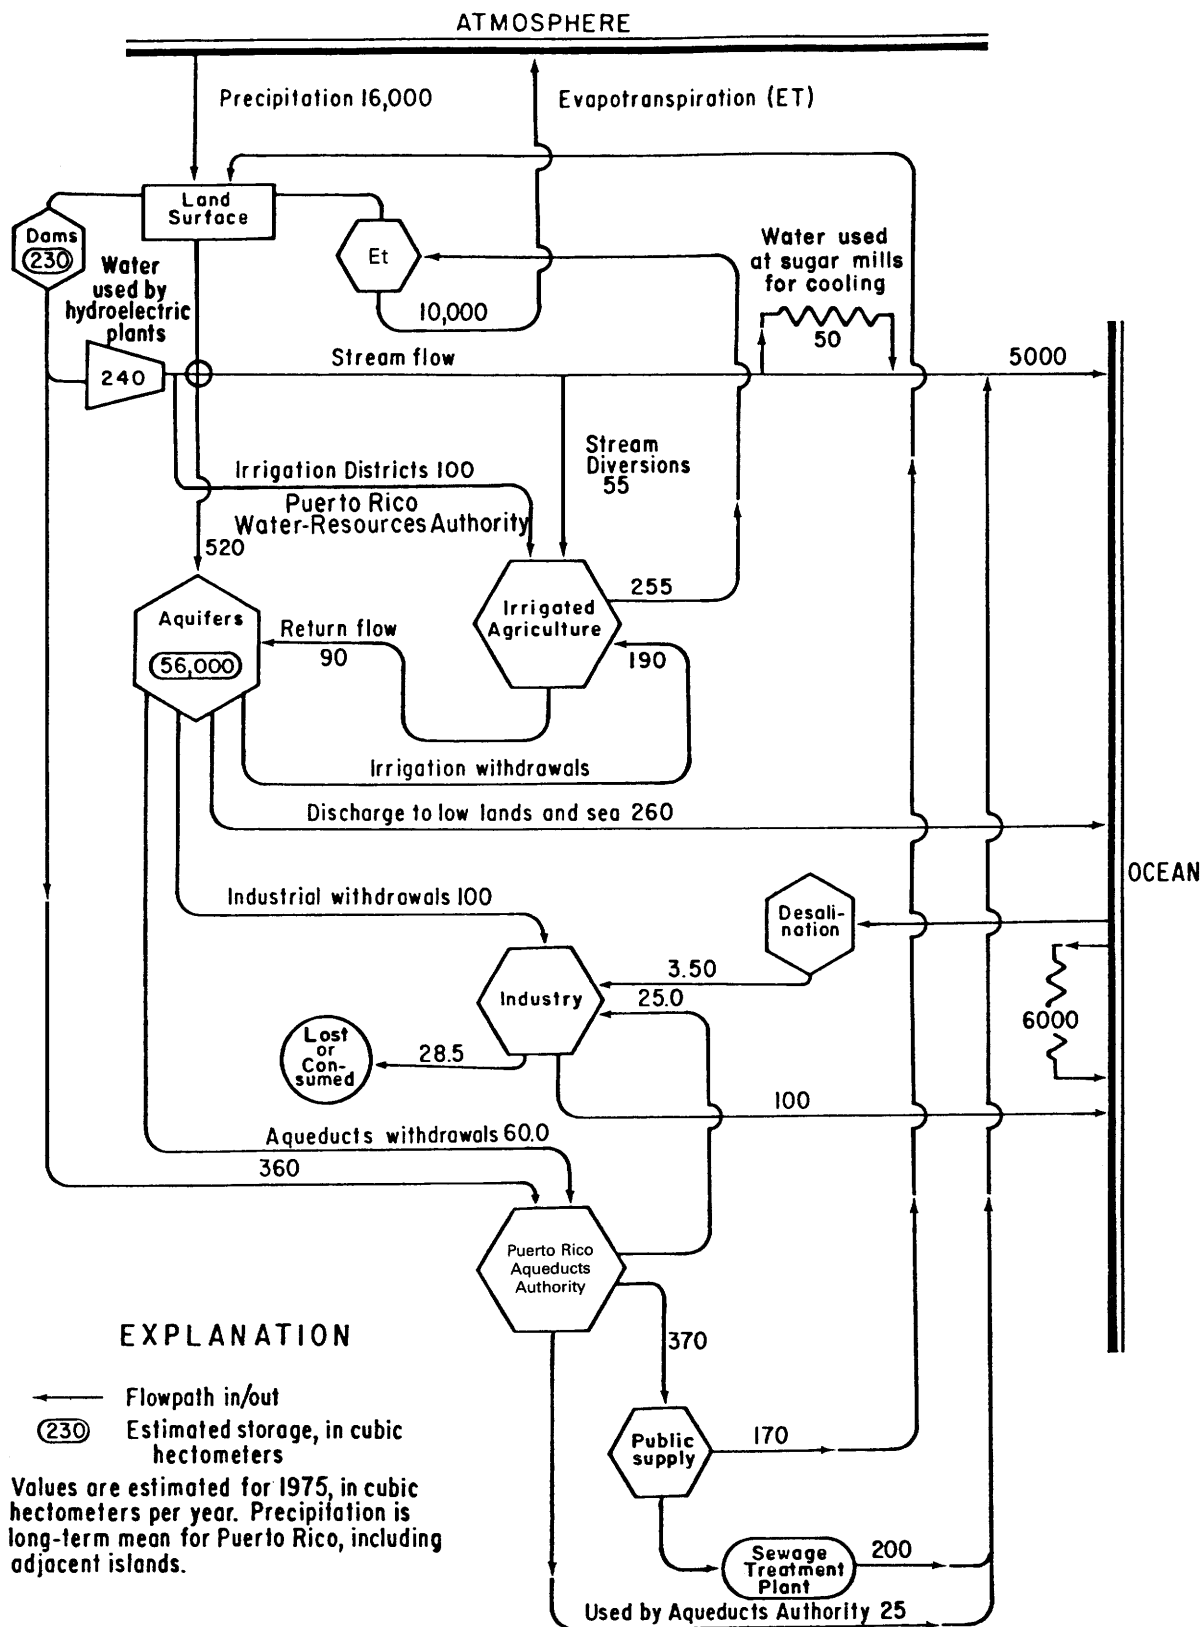 ATMOSPHERE
Precipitation 16,000
Evapotranspiration (ET)
Land
Surface
Dams
230
Et
Water
used by
hydroelectric
plants
10,000
Water used
at sugar mills
for cooling
50
240
Stream flow
5000
Stream
Diversions
55
Irrigation Districts 100
Puerto Rico
Water-Resources Authority
520
Aquifers
56,000
Return flow
90
Irrigated
Agriculture
255
190
Irrigation withdrawals
Discharge to low lands and sea 260
OCEAN
Industrial withdrawals 100
Desali-
nation
3.50
Industry
25.0
6000
Lost
or
Con-
sumed
28.5
100
Aqueducts withdrawals 60.0
360
Puerto Rico
Aqueducts
Authority
370
Public
supply
170
Sewage
Treatment
Plant
200
Used by Aqueducts Authority 25
EXPLANATION
Flowpath in/out
230
Estimated storage, in cubic
hectometers
Values are estimated for 1975, in cubic
hectometers per year. Precipitation is
long-term mean for Puerto Rico, including
adjacent islands.